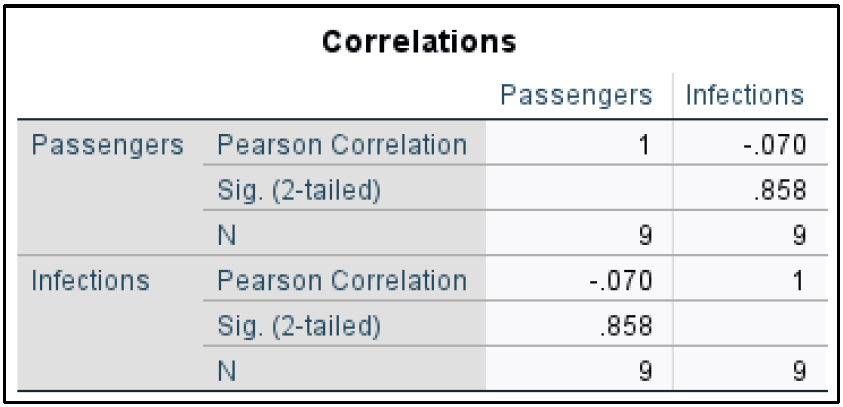 Correlations
Passengers Infections
Passengers Pearson Correlation 1 -.070
Sig. (2-tailed) .858
N 9 9
Infections Pearson Correlation -.070 1
Sig. (2-tailed) .858
N 9 9